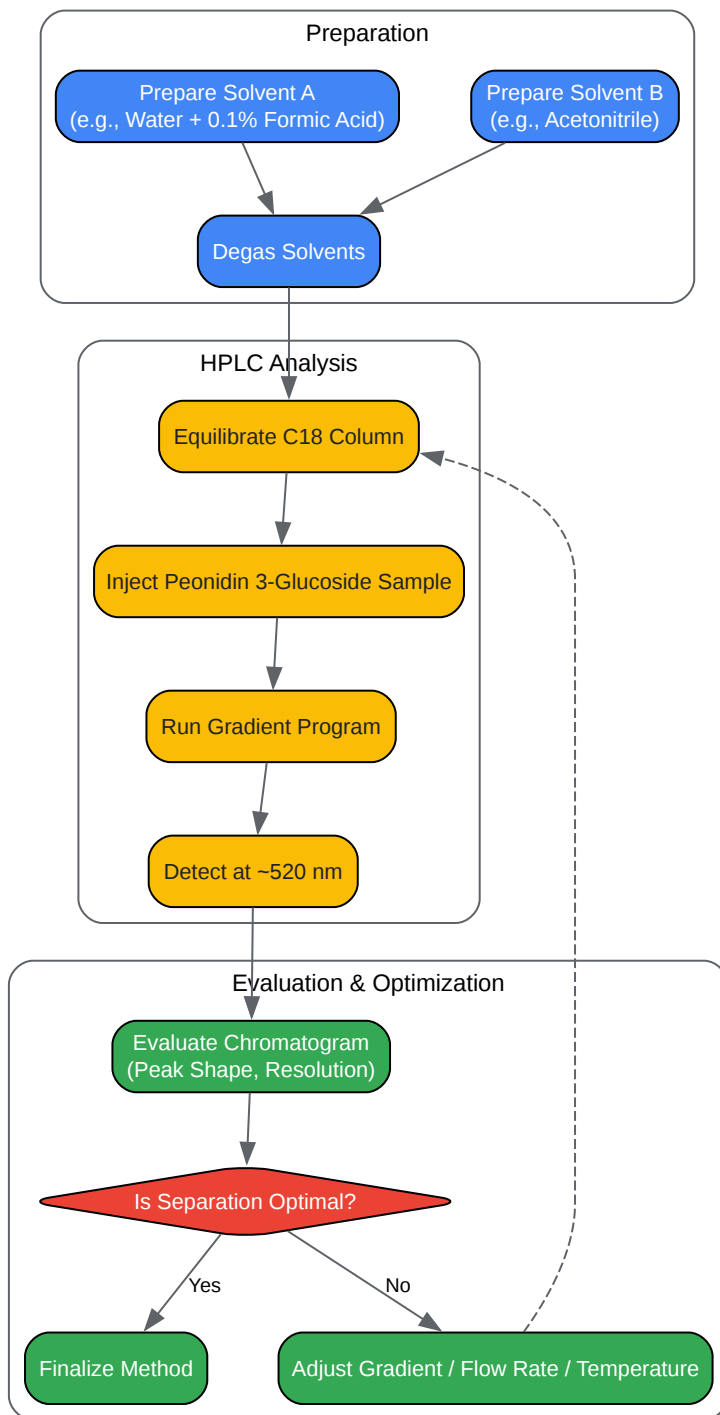 Preparation
Prepare Solvent A
(e.g., Water + 0.1% Formic Acid)
Prepare Solvent B
(e.g., Acetonitrile)
Degas Solvents
HPLC Analysis
Equilibrate C18 Column
Inject Peonidin 3-Glucoside Sample
Run Gradient Program
Detect at ~520 nm
Evaluation & Optimization
Evaluate Chromatogram
(Peak Shape, Resolution)
Is Separation Optimal?
Yes
No
Finalize Method
Adjust Gradient / Flow Rate / Temperature